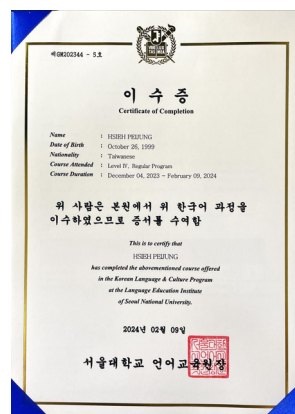 제GM202344 - 5호
이 수 증
Certificate of Completion
Name : HSIEH PEIJUNG
Date of Birth : October 26, 1999
Nationality : Taiwanese
Course Attended : Level IV, Regular Program
Course Duration : December 04, 2023 - February 09, 2024
위 사람은 본원에서 위 한국어 과정을
이수하였으므로 증서를 수여함
This is to certify that
HSIEH PEIJUNG
has completed the abovementioned course offered
in the Korean Language & Culture Program
at the Language Education Institute
of Seoul National University.
2024년 02월 09일
서울대학교 언어교육원장